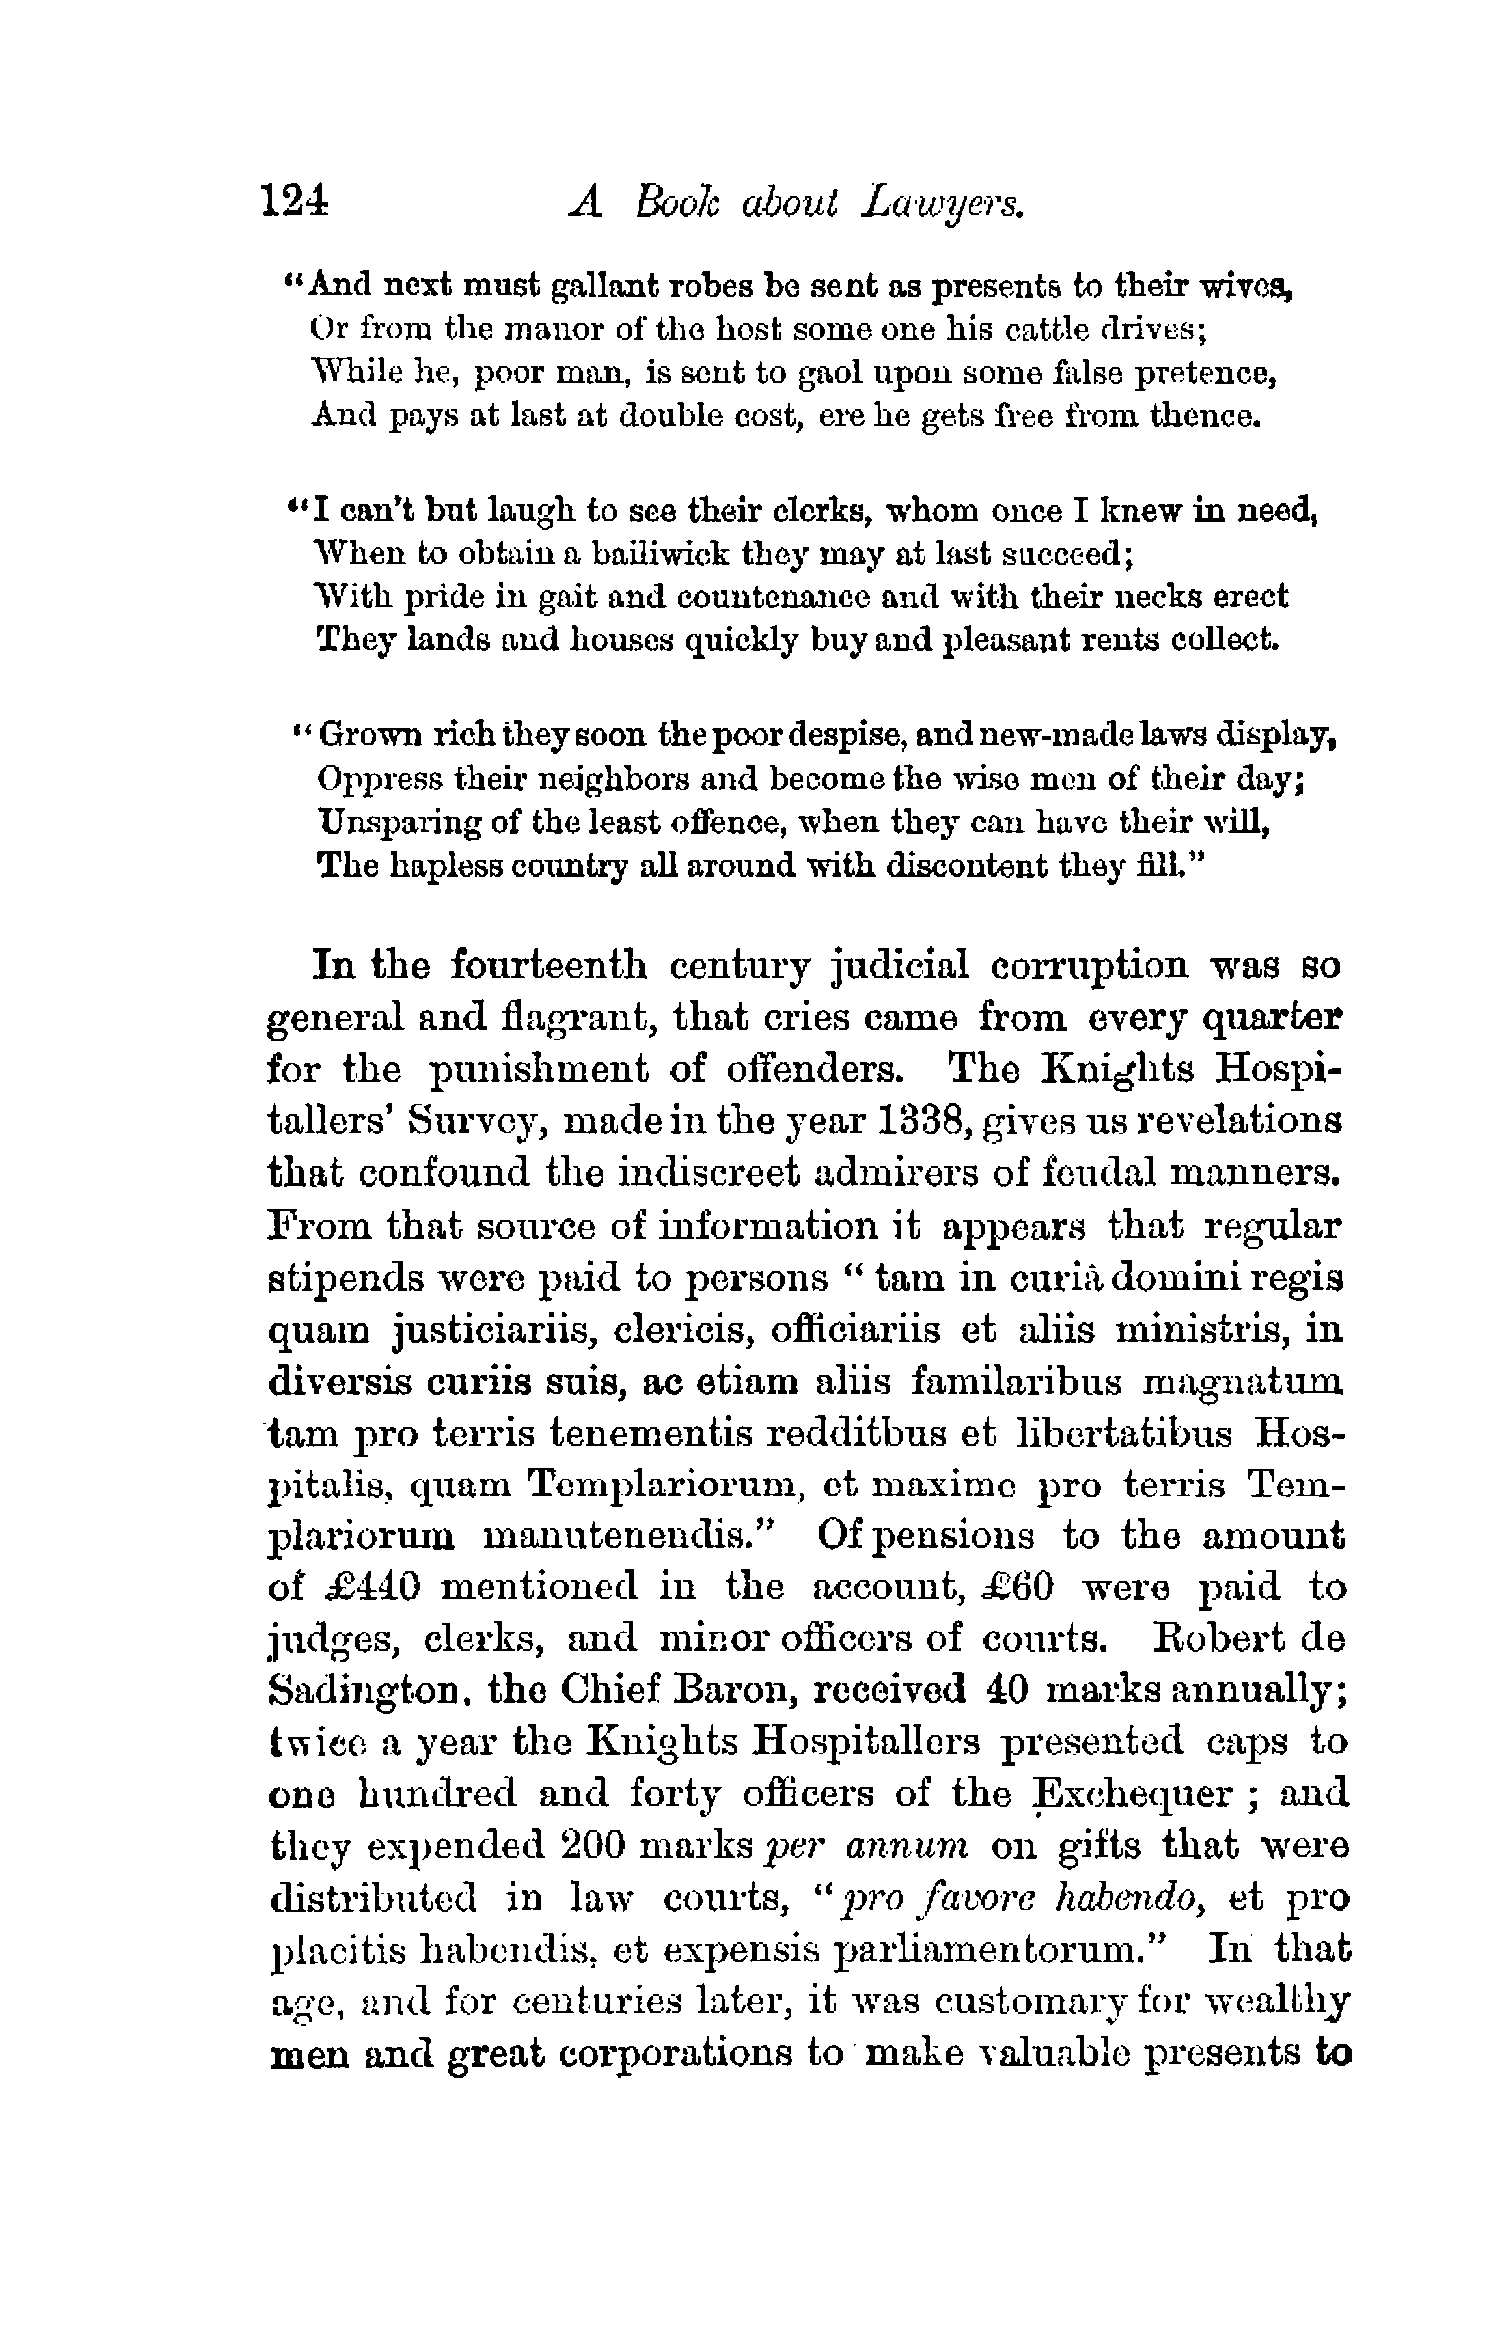 124 A Book about Lawyers.
"And next must gallant robes be sent as presents to their wives,
Or from the manor of the host some one his cattle drives;
While he, poor man, is sent to gaol upon some false pretence,
And pays at last at double cost, ere he gets free from thence.
"I can't but laugh to see their clerks, whom once I knew in need,
When to obtain a bailiwick they may at last succeed;
With pride in gait and countenance and with their necks erect
They lands and houses quickly buy and pleasant rents collect.
"Grown rich they soon the poor despise, and new-made laws display,
Oppress their neighbors and become the wise men of their day;
Unsparing of the least offence, when they can have their will,
The hapless country all around with discontent they fill."
In the fourteenth century judicial corruption was so
general and flagrant, that cries came from every quarter
for the punishment of offenders. The Knights Hospi-
tallers' Survey, made in the year 1338, gives us revelations
that confound the indiscreet admirers of feudal manners.
From that source of information it appears that regular
stipends were paid to persons "tam in curiâ domini regis
quam justiciariis, clericis, officiariis et aliis ministris, in
diversis curiis suis, ac etiam aliis familaribus magnatum
tam pro terris tenementis redditbus et libertatibus Hos-
pitalis, quam Templariorum, et maxime pro terris Tem-
plariorum manutenendis." Of pensions to the amount
of £440 mentioned in the account, £60 were paid to
judges, clerks, and minor officers of courts. Robert de
Sadington, the Chief Baron, received 40 marks annually;
twice a year the Knights Hospitallers presented caps to
one hundred and forty officers of the Exchequer ; and
they expended 200 marks per annum on gifts that were
distributed in law courts, "pro favore habendo, et pro
placitis habendis, et expensis parliamentorum." In that
age, and for centuries later, it was customary for wealthy
men and great corporations to make valuable presents to